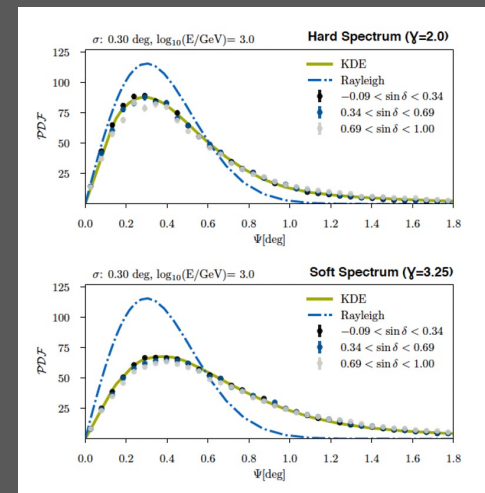 σ: 0.30 deg, log₁₀(E/GeV)= 3.0
Hard Spectrum (γ=2.0)
125
100
75
50
25
PDF
KDE
Rayleigh
−0.09 < sin δ < 0.34
0.34 < sin δ < 0.69
0.69 < sin δ < 1.00
0.0 0.2 0.4 0.6 0.8 1.0 1.2 1.4 1.6 1.8
Ψ[deg]
σ: 0.30 deg, log₁₀(E/GeV)= 3.0
Soft Spectrum (γ=3.25)
125
100
75
50
25
PDF
KDE
Rayleigh
−0.09 < sin δ < 0.34
0.34 < sin δ < 0.69
0.69 < sin δ < 1.00
0.0 0.2 0.4 0.6 0.8 1.0 1.2 1.4 1.6 1.8
Ψ[deg]